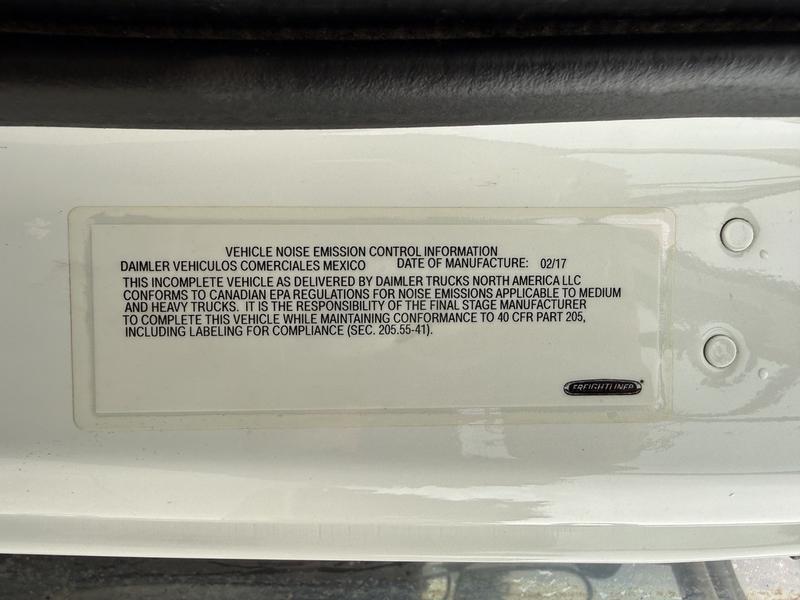 VEHICLE NOISE EMISSION CONTROL INFORMATION
DAIMLER VEHICULOS COMERCIALES MEXICO DATE OF MANUFACTURE: 02/17
THIS INCOMPLETE VEHICLE AS DELIVERED BY DAIMLER TRUCKS NORTH AMERICA LLC
CONFORMS TO CANADIAN EPA REGULATIONS FOR NOISE EMISSIONS APPLICABLE TO MEDIUM
AND HEAVY TRUCKS. IT IS THE RESPONSIBILITY OF THE FINAL STAGE MANUFACTURER
TO COMPLETE THIS VEHICLE WHILE MAINTAINING CONFORMANCE TO 40 CFR PART 205,
INCLUDING LABELING FOR COMPLIANCE (SEC. 205.55-41).
FREIGHTLINER